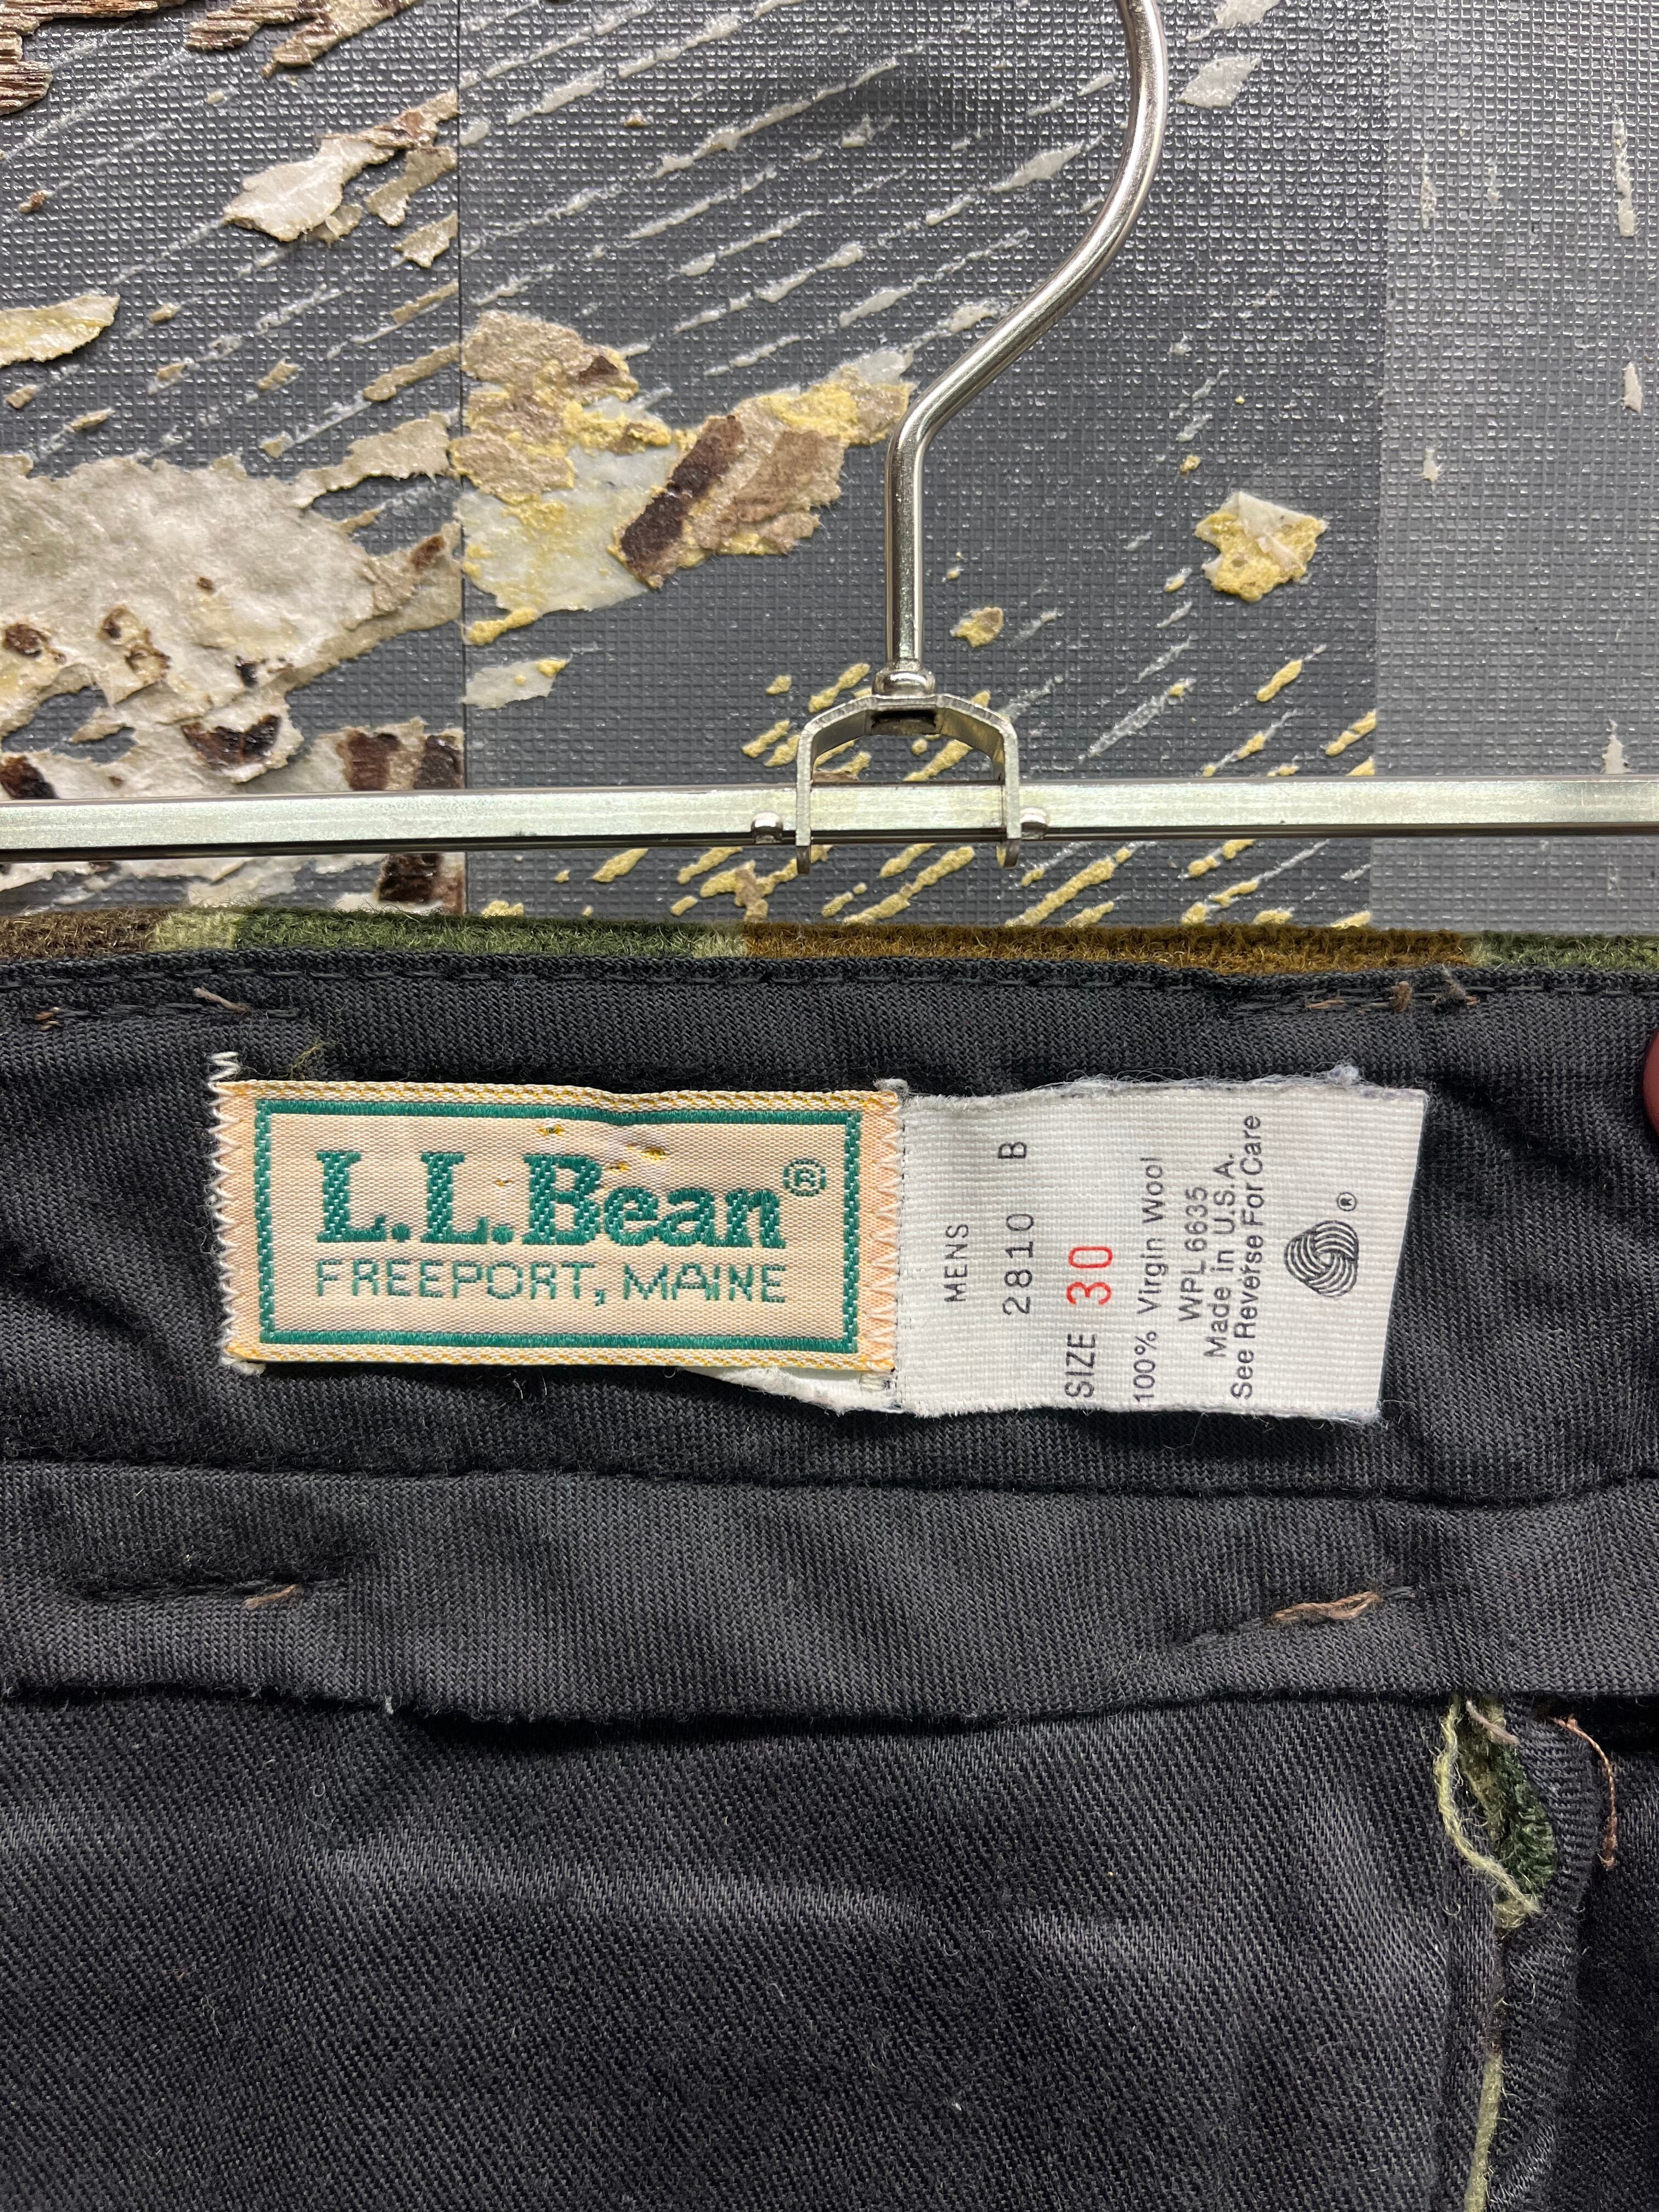 L.L.Bean®
FREEPORT, MAINE
MENS
2810 B
SIZE 30
100% Virgin Wool
WPL 6635
Made in U.S.A.
See Reverse For Care
®